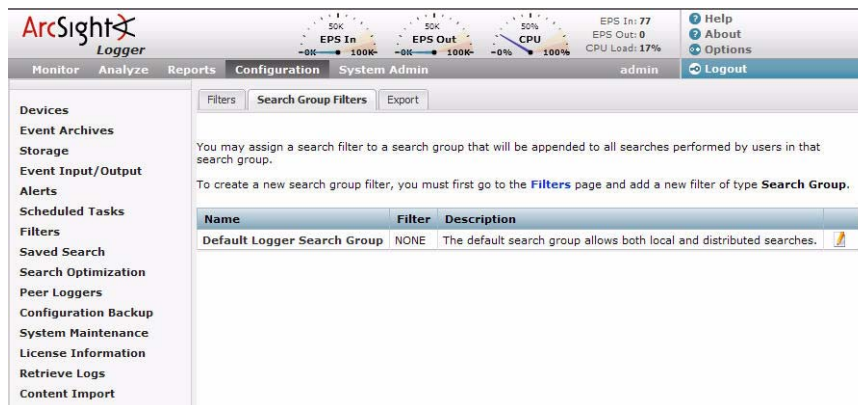 ArcSight
Logger
50K
EPS In
-0K 100K-
50K
EPS Out
-0K 100K-
50%
CPU
-0% 100%
EPS In: 77
EPS Out: 0
CPU Load: 17%
Help
About
Options
Monitor Analyze Reports Configuration System Admin admin Logout
Devices
Event Archives
Storage
Event Input/Output
Alerts
Scheduled Tasks
Filters
Saved Search
Search Optimization
Peer Loggers
Configuration Backup
System Maintenance
License Information
Retrieve Logs
Content Import
Filters Search Group Filters Export
You may assign a search filter to a search group that will be appended to all searches performed by users in that
search group.
To create a new search group filter, you must first go to the Filters page and add a new filter of type Search Group.
Name Filter Description
Default Logger Search Group NONE The default search group allows both local and distributed searches.